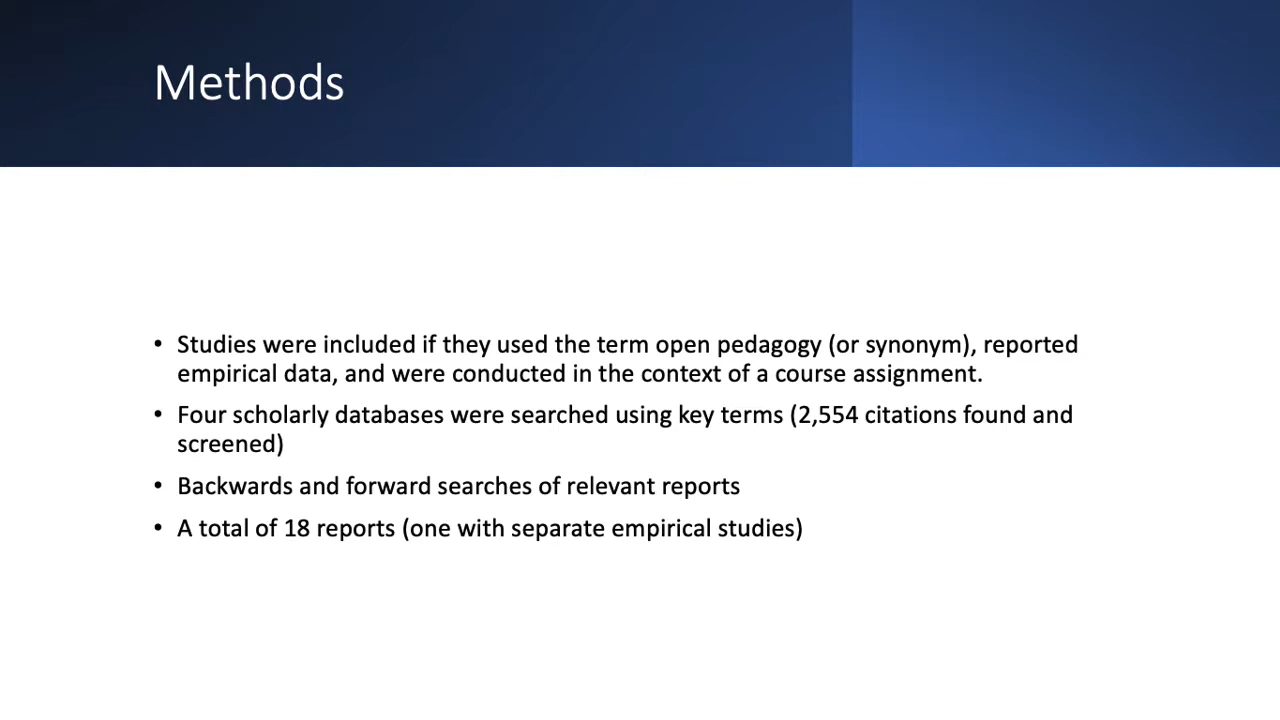 Methods
• Studies were included if they used the term open pedagogy (or synonym), reported
empirical data, and were conducted in the context of a course assignment.
• Four scholarly databases were searched using key terms (2,554 citations found and
screened)
• Backwards and forward searches of relevant reports
• A total of 18 reports (one with separate empirical studies)